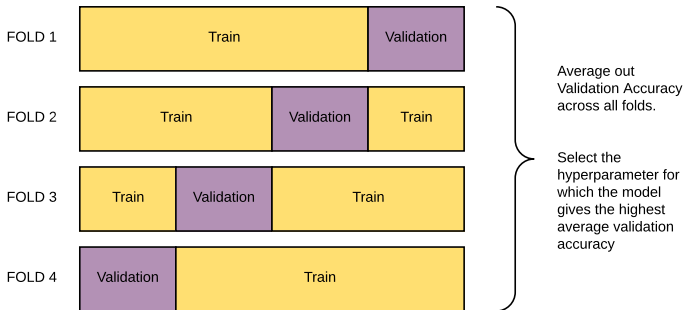 FOLD 1
Train
Validation
FOLD 2
Train
Validation
Train
FOLD 3
Train
Validation
Train
FOLD 4
Validation
Train
Average out
Validation Accuracy
across all folds.
Select the
hyperparameter for
which the model
gives the highest
average validation
accuracy